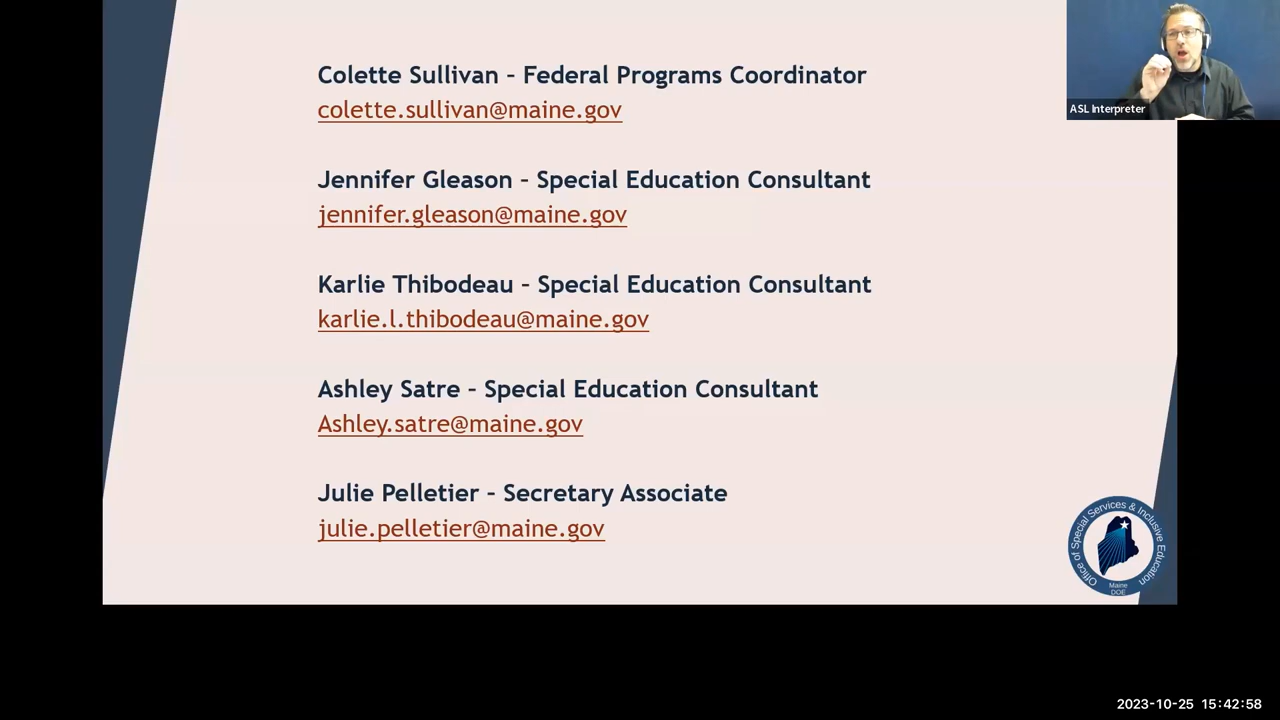 Colette Sullivan – Federal Programs Coordinator
colette.sullivan@maine.gov
Jennifer Gleason – Special Education Consultant
jennifer.gleason@maine.gov
Karlie Thibodeau – Special Education Consultant
karlie.l.thibodeau@maine.gov
Ashley Satre – Special Education Consultant
Ashley.satre@maine.gov
Julie Pelletier – Secretary Associate
julie.pelletier@maine.gov
ASL Interpreter
Office of Special Services & Inclusive Education
Maine
DOE
2023-10-25 15:42:58